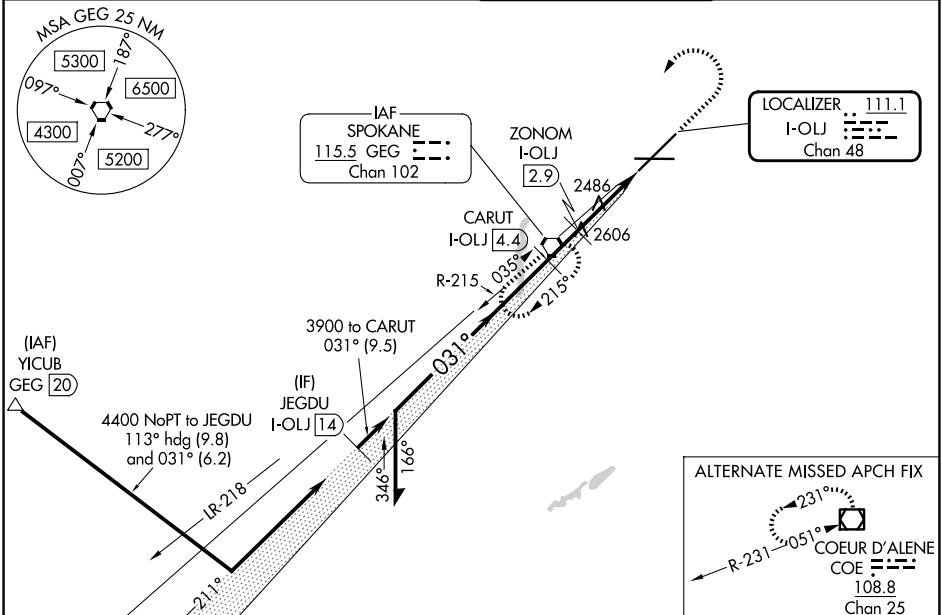 MSA GEG 25 NM
5300
187°
097°
6500
4300
277°
5200
007°
IAF
SPOKANE
115.5 GEG
Chan 102
ZONOM
I-OLJ
2.9
LOCALIZER 111.1
I-OLJ
Chan 48
2486
2606
CARUT
I-OLJ 4.4
035°
R-215
215°
3900 to CARUT
031° (9.5)
031°
(IAF)
YICUB
GEG 20
(IF)
JEGDU
I-OLJ 14
4400 NoPT to JEGDU
113° hdg (9.8)
and 031° (6.2)
346°
166°
LR-218
211°
ALTERNATE MISSED APCH FIX
231°
R-231
051°
COEUR D'ALENE
COE
108.8
Chan 25